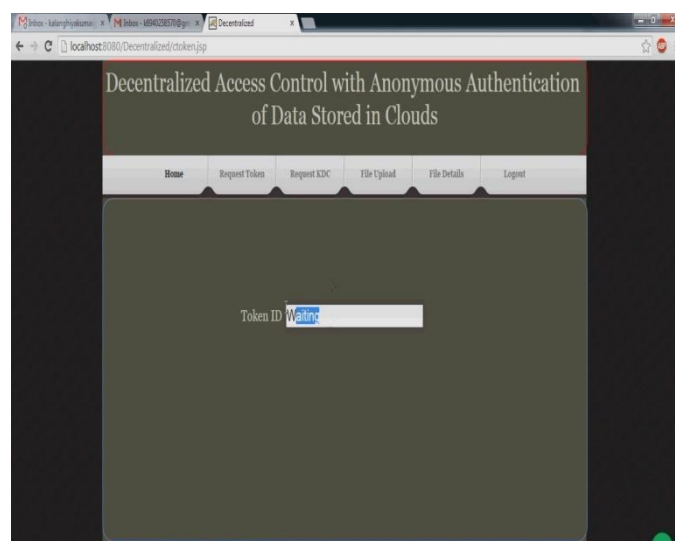 Decentralized
localhost:8080/Decentralized/ctoken.jsp
Decentralized Access Control with Anonymous Authentication
of Data Stored in Clouds
Home Request Token Request KDC File Upload File Details Logout
Token ID Waiting